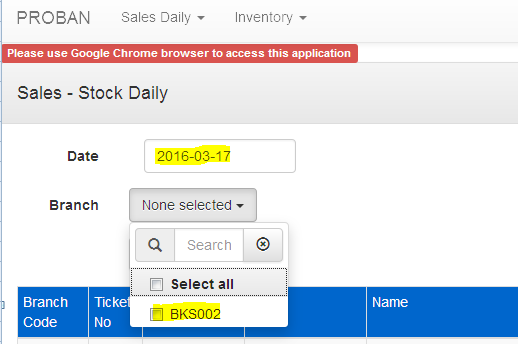 PROBAN Sales Daily Inventory
Please use Google Chrome browser to access this application
Sales - Stock Daily
Date 2016-03-17
Branch None selected
Search
Select all
BKS002
Branch Code
Ticket No
Name